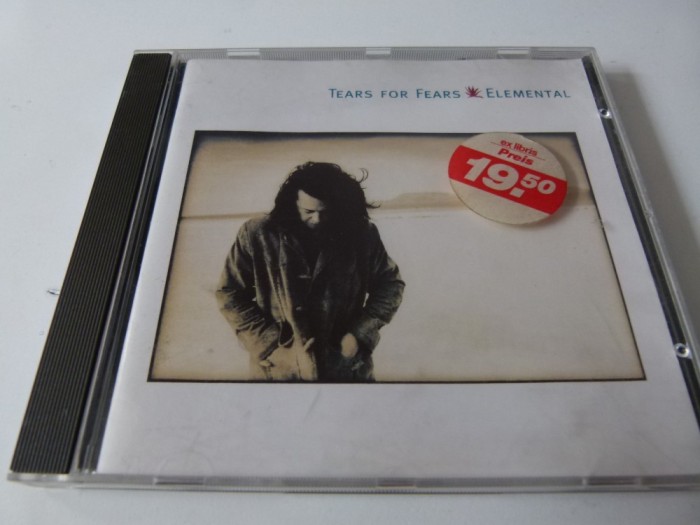 TEARS FOR FEARS ELEMENTAL
ex libris
Preis
19.50